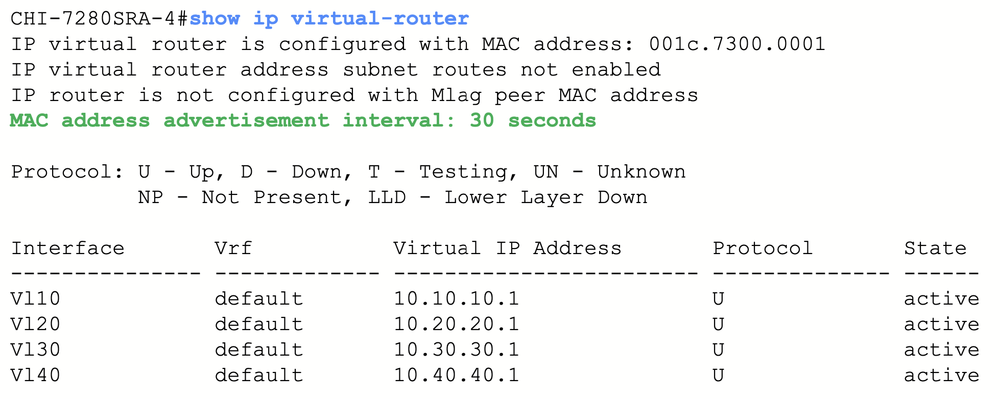 CHI-7280SRA-4#show ip virtual-router
IP virtual router is configured with MAC address: 001c.7300.0001
IP virtual router address subnet routes not enabled
IP router is not configured with Mlag peer MAC address
MAC address advertisement interval: 30 seconds

Protocol: U - Up, D - Down, T - Testing, UN - Unknown
          NP - Not Present, LLD - Lower Layer Down

Interface       Vrf           Virtual IP Address       Protocol       State
--------------- ------------- ------------------------ -------------- ------
Vl10            default       10.10.10.1               U              active
Vl20            default       10.20.20.1               U              active
Vl30            default       10.30.30.1               U              active
Vl40            default       10.40.40.1               U              active